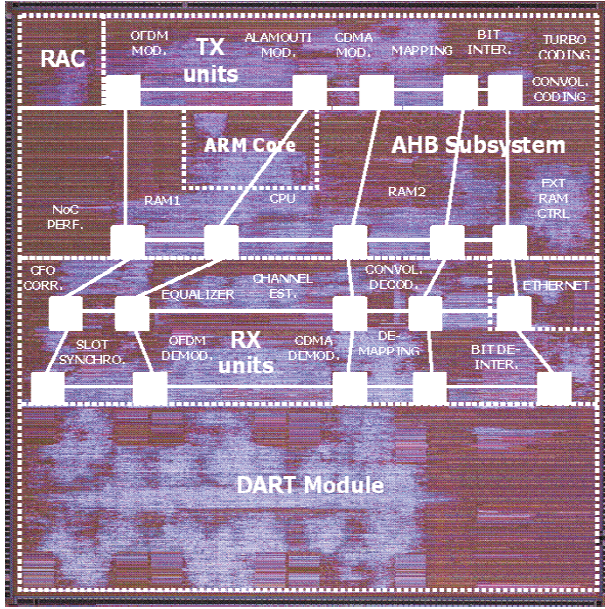 RAC
OFDM
MOD.
TX
units
ALAMOUTI
MOD.
CDMA
MOD.
MAPPING
BIT
INTER.
TURBO
CODING
CONVOL.
CODING
ARM Core
AHB Subsystem
NoC
PERF.
RAM1
CPU
RAM2
EXT
RAM
CTRL
CFO
CORR.
EQUALIZER
CHANNEL
EST.
CONVOL.
DECOD.
ETHERNET
SLOT
SYNCHRO.
OFDM
DEMOD.
RX
units
CDMA
DEMOD.
DE-
MAPPING
BIT DE-
INTER.
DART Module